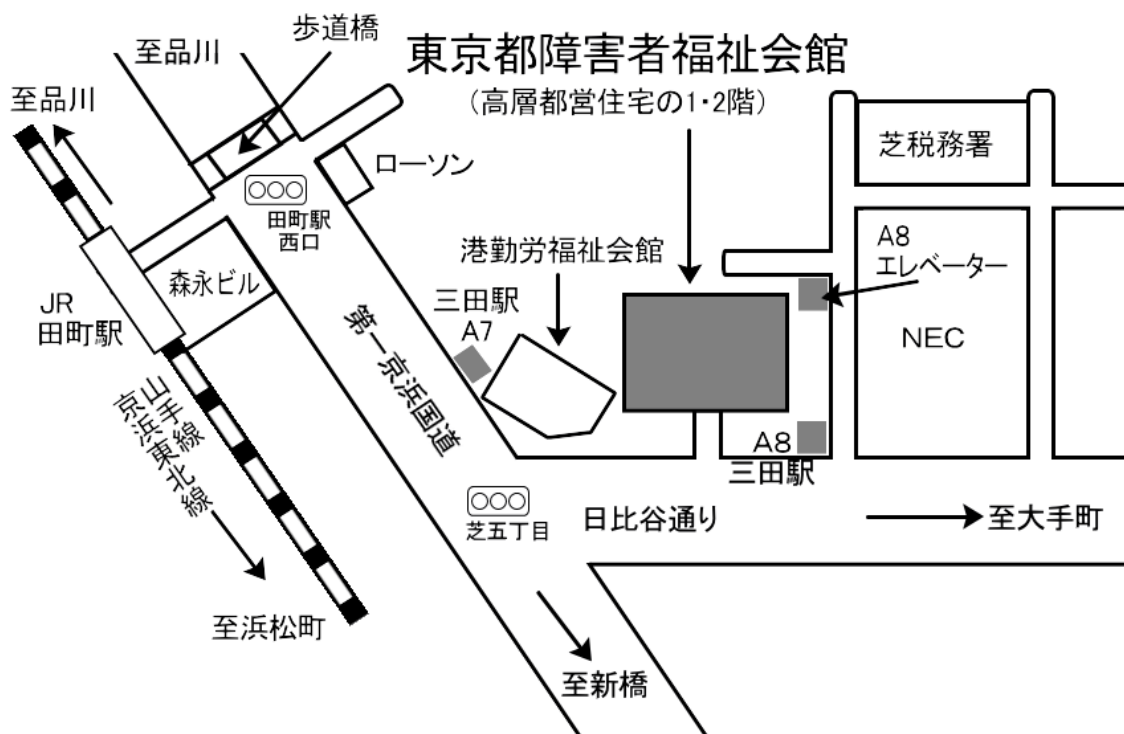 歩道橋
至品川
東京都障害者福祉会館
（高層都営住宅の1・2階）
至品川
芝税務署
ローソン
田町駅
西口
港勤労福祉会館
A8
エレベーター
森永ビル
三田駅
A7
JR
田町駅
NEC
第一京浜国道
山手線
京浜東北線
A8
三田駅
芝五丁目
日比谷通り
至大手町
至浜松町
至新橋